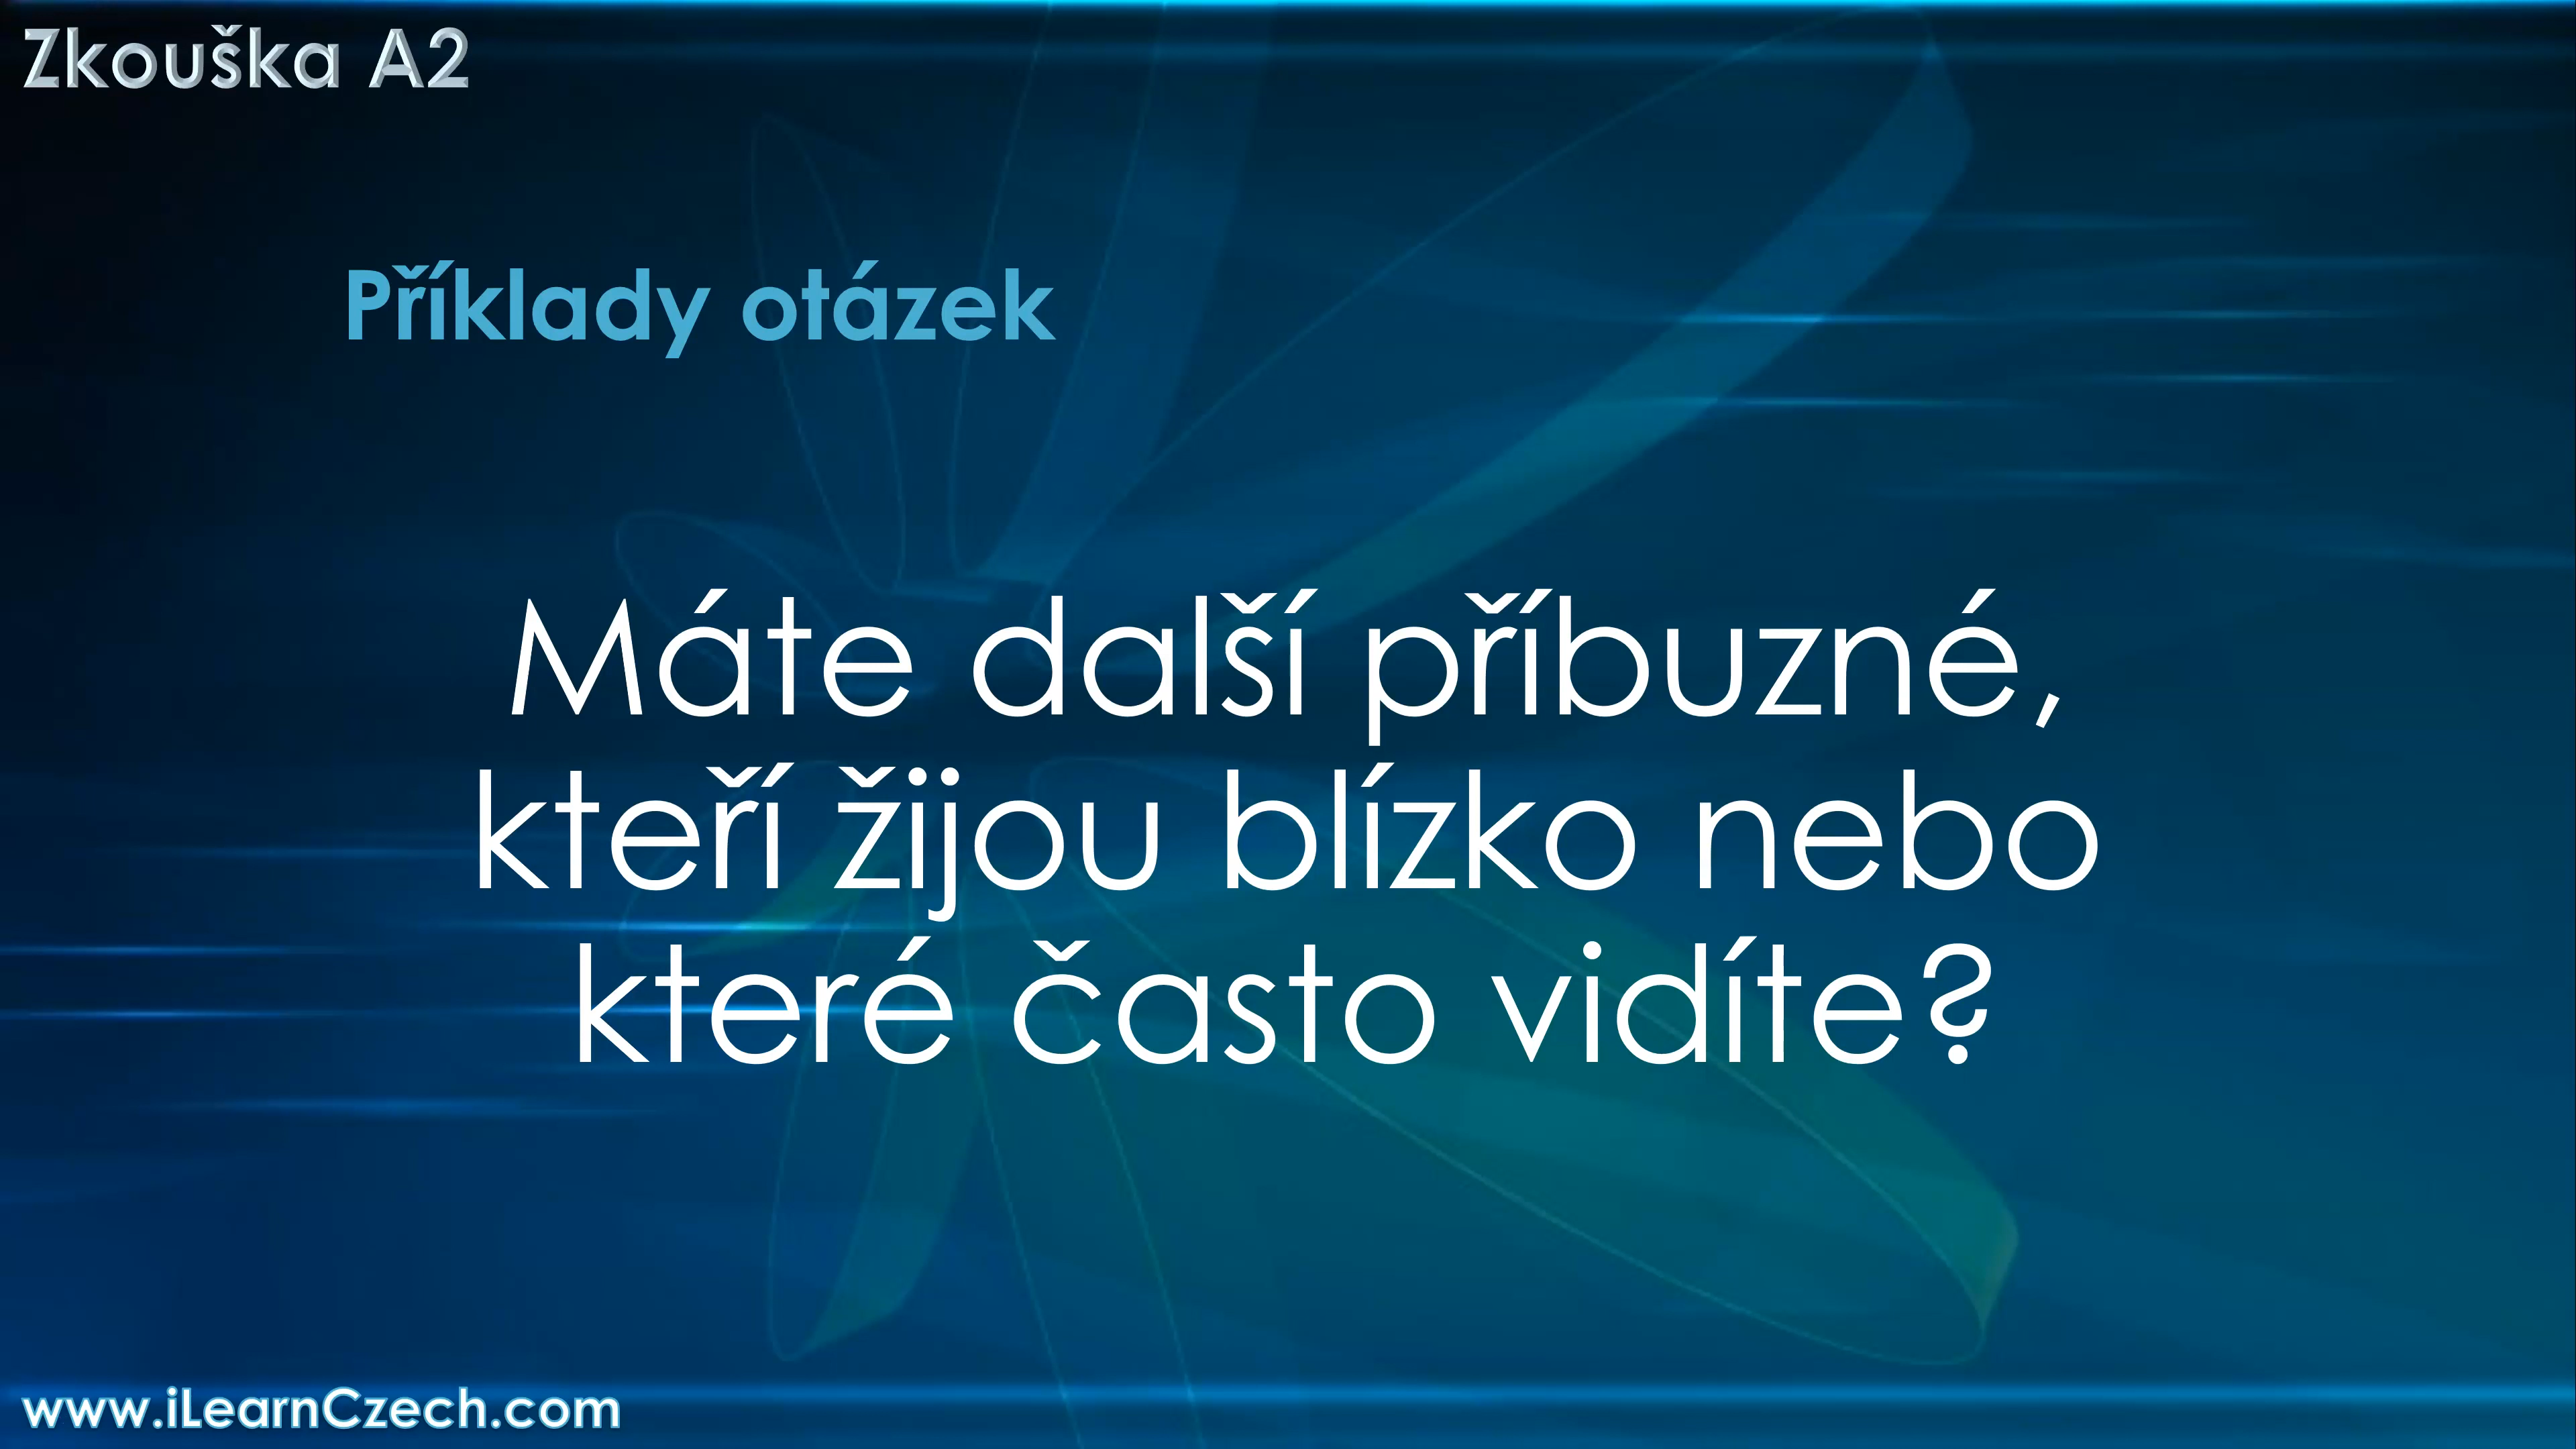 Zkouška A2
Příklady otázek
Máte další příbuzné,
kteří žijou blízko nebo
které často vidíte?
www.iLearnCzech.com